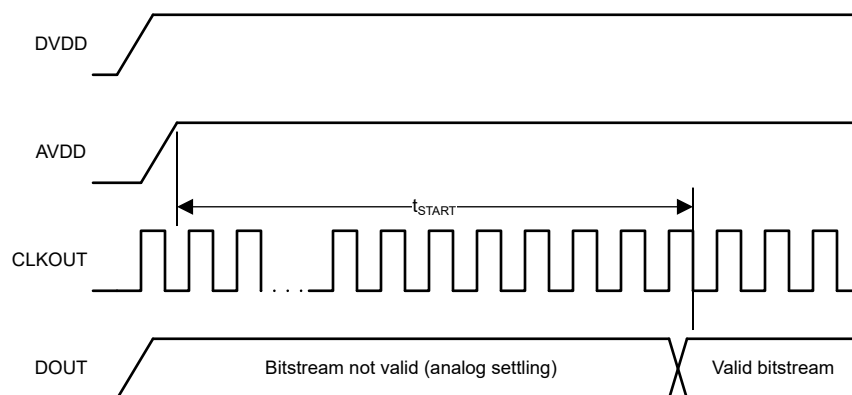 DVDD
AVDD
tSTART
CLKOUT
. . .
DOUT
Bitstream not valid (analog settling)
Valid bitstream